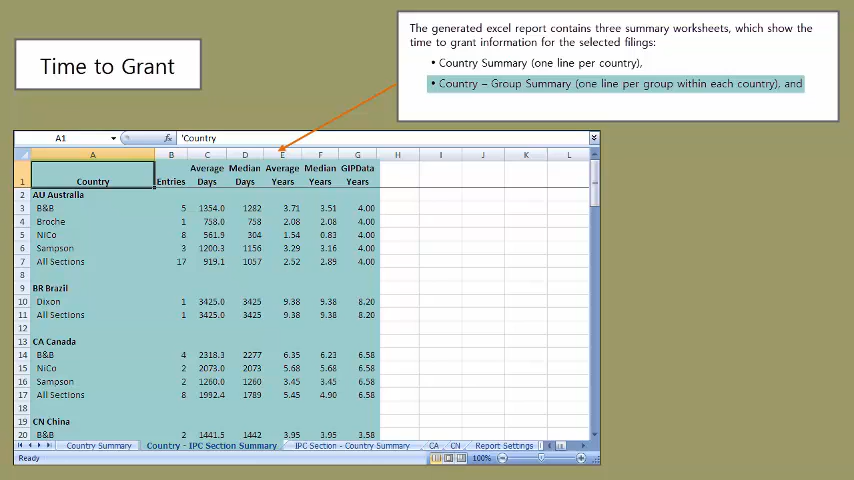 The generated excel report contains three summary worksheets, which show the
time to grant information for the selected filings:
• Country Summary (one line per country),
• Country – Group Summary (one line per group within each country), and
Time to Grant
A1 fx 'Country
A B C D E F G H I J K L
Average Median Average Median GIPData
1 Country Entries Days Days Years Years Years
2 AU Australia
3 B&B 5 1354.0 1282 3.71 3.51 4.00
4 Broche 1 758.0 758 2.08 2.08 4.00
5 NiCo 8 561.9 304 1.54 0.83 4.00
6 Sampson 3 1200.3 1156 3.29 3.16 4.00
7 All Sections 17 919.1 1057 2.52 2.89 4.00
8
9 BR Brazil
10 Dixon 1 3425.0 3425 9.38 9.38 8.20
11 All Sections 1 3425.0 3425 9.38 9.38 8.20
12
13 CA Canada
14 B&B 4 2318.3 2277 6.35 6.23 6.58
15 NiCo 2 2073.0 2073 5.68 5.68 6.58
16 Sampson 2 1260.0 1260 3.45 3.45 6.58
17 All Sections 8 1992.4 1789 5.45 4.90 6.58
18
19 CN China
20 B&B 2 1441.5 1442 3.95 3.95 3.58
Country Summary Country - IPC Section Summary IPC Section - Country Summary CA CN Report Settings
Ready 100%